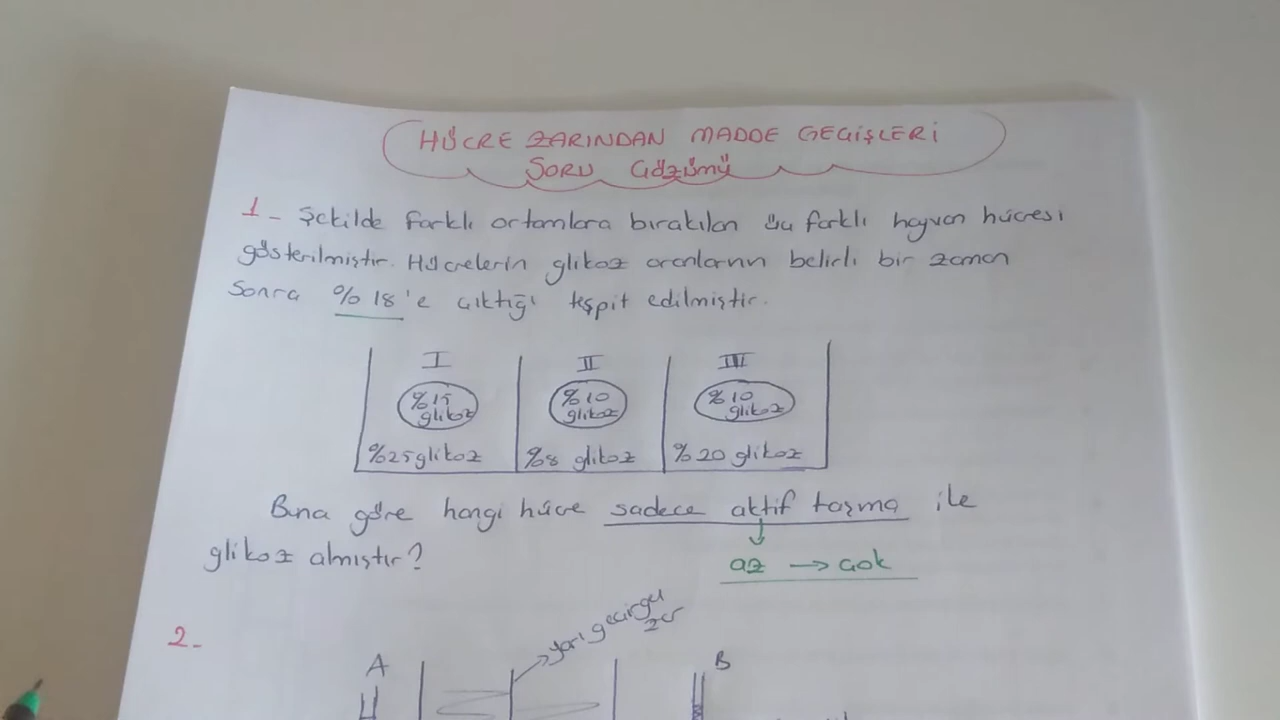 HÜCRE ZARINDAN MADDE GEÇİŞLERİ
SORU ÇÖZÜMÜ
1- Şekilde farklı ortamlara bırakılan üç farklı hayvan hücresi
gösterilmiştir. Hücrelerin glikoz oranlarının belirli bir zaman
Sonra %18'e çıktığı tespit edilmiştir.
I II III
%15 glikoz %10 glikoz %10 glikoz
%25 glikoz %8 glikoz %20 glikoz
Buna göre hangi hücre sadece aktif taşıma ile
glikoz almıştır?
az → çok
2-
yarı geçirgen zar
A B